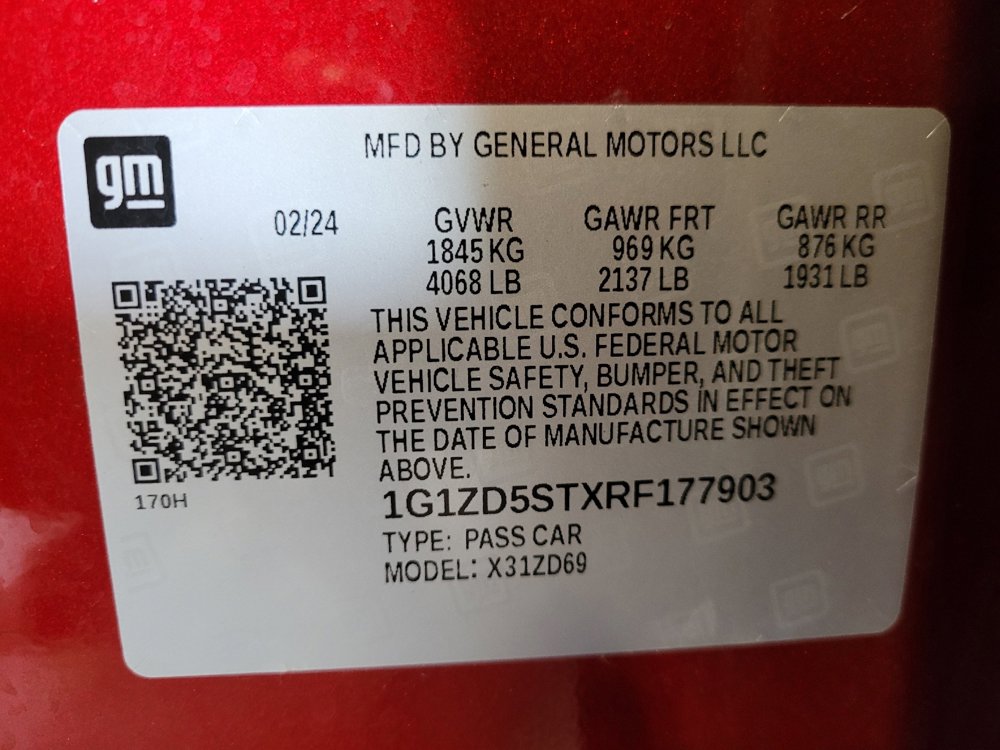 gm
MFD BY GENERAL MOTORS LLC
02/24 GVWR GAWR FRT GAWR RR
1845 KG 969 KG 876 KG
4068 LB 2137 LB 1931 LB
THIS VEHICLE CONFORMS TO ALL
APPLICABLE U.S. FEDERAL MOTOR
VEHICLE SAFETY, BUMPER, AND THEFT
PREVENTION STANDARDS IN EFFECT ON
THE DATE OF MANUFACTURE SHOWN
ABOVE.
170H
1G1ZD5STXRF177903
TYPE: PASS CAR
MODEL: X31ZD69